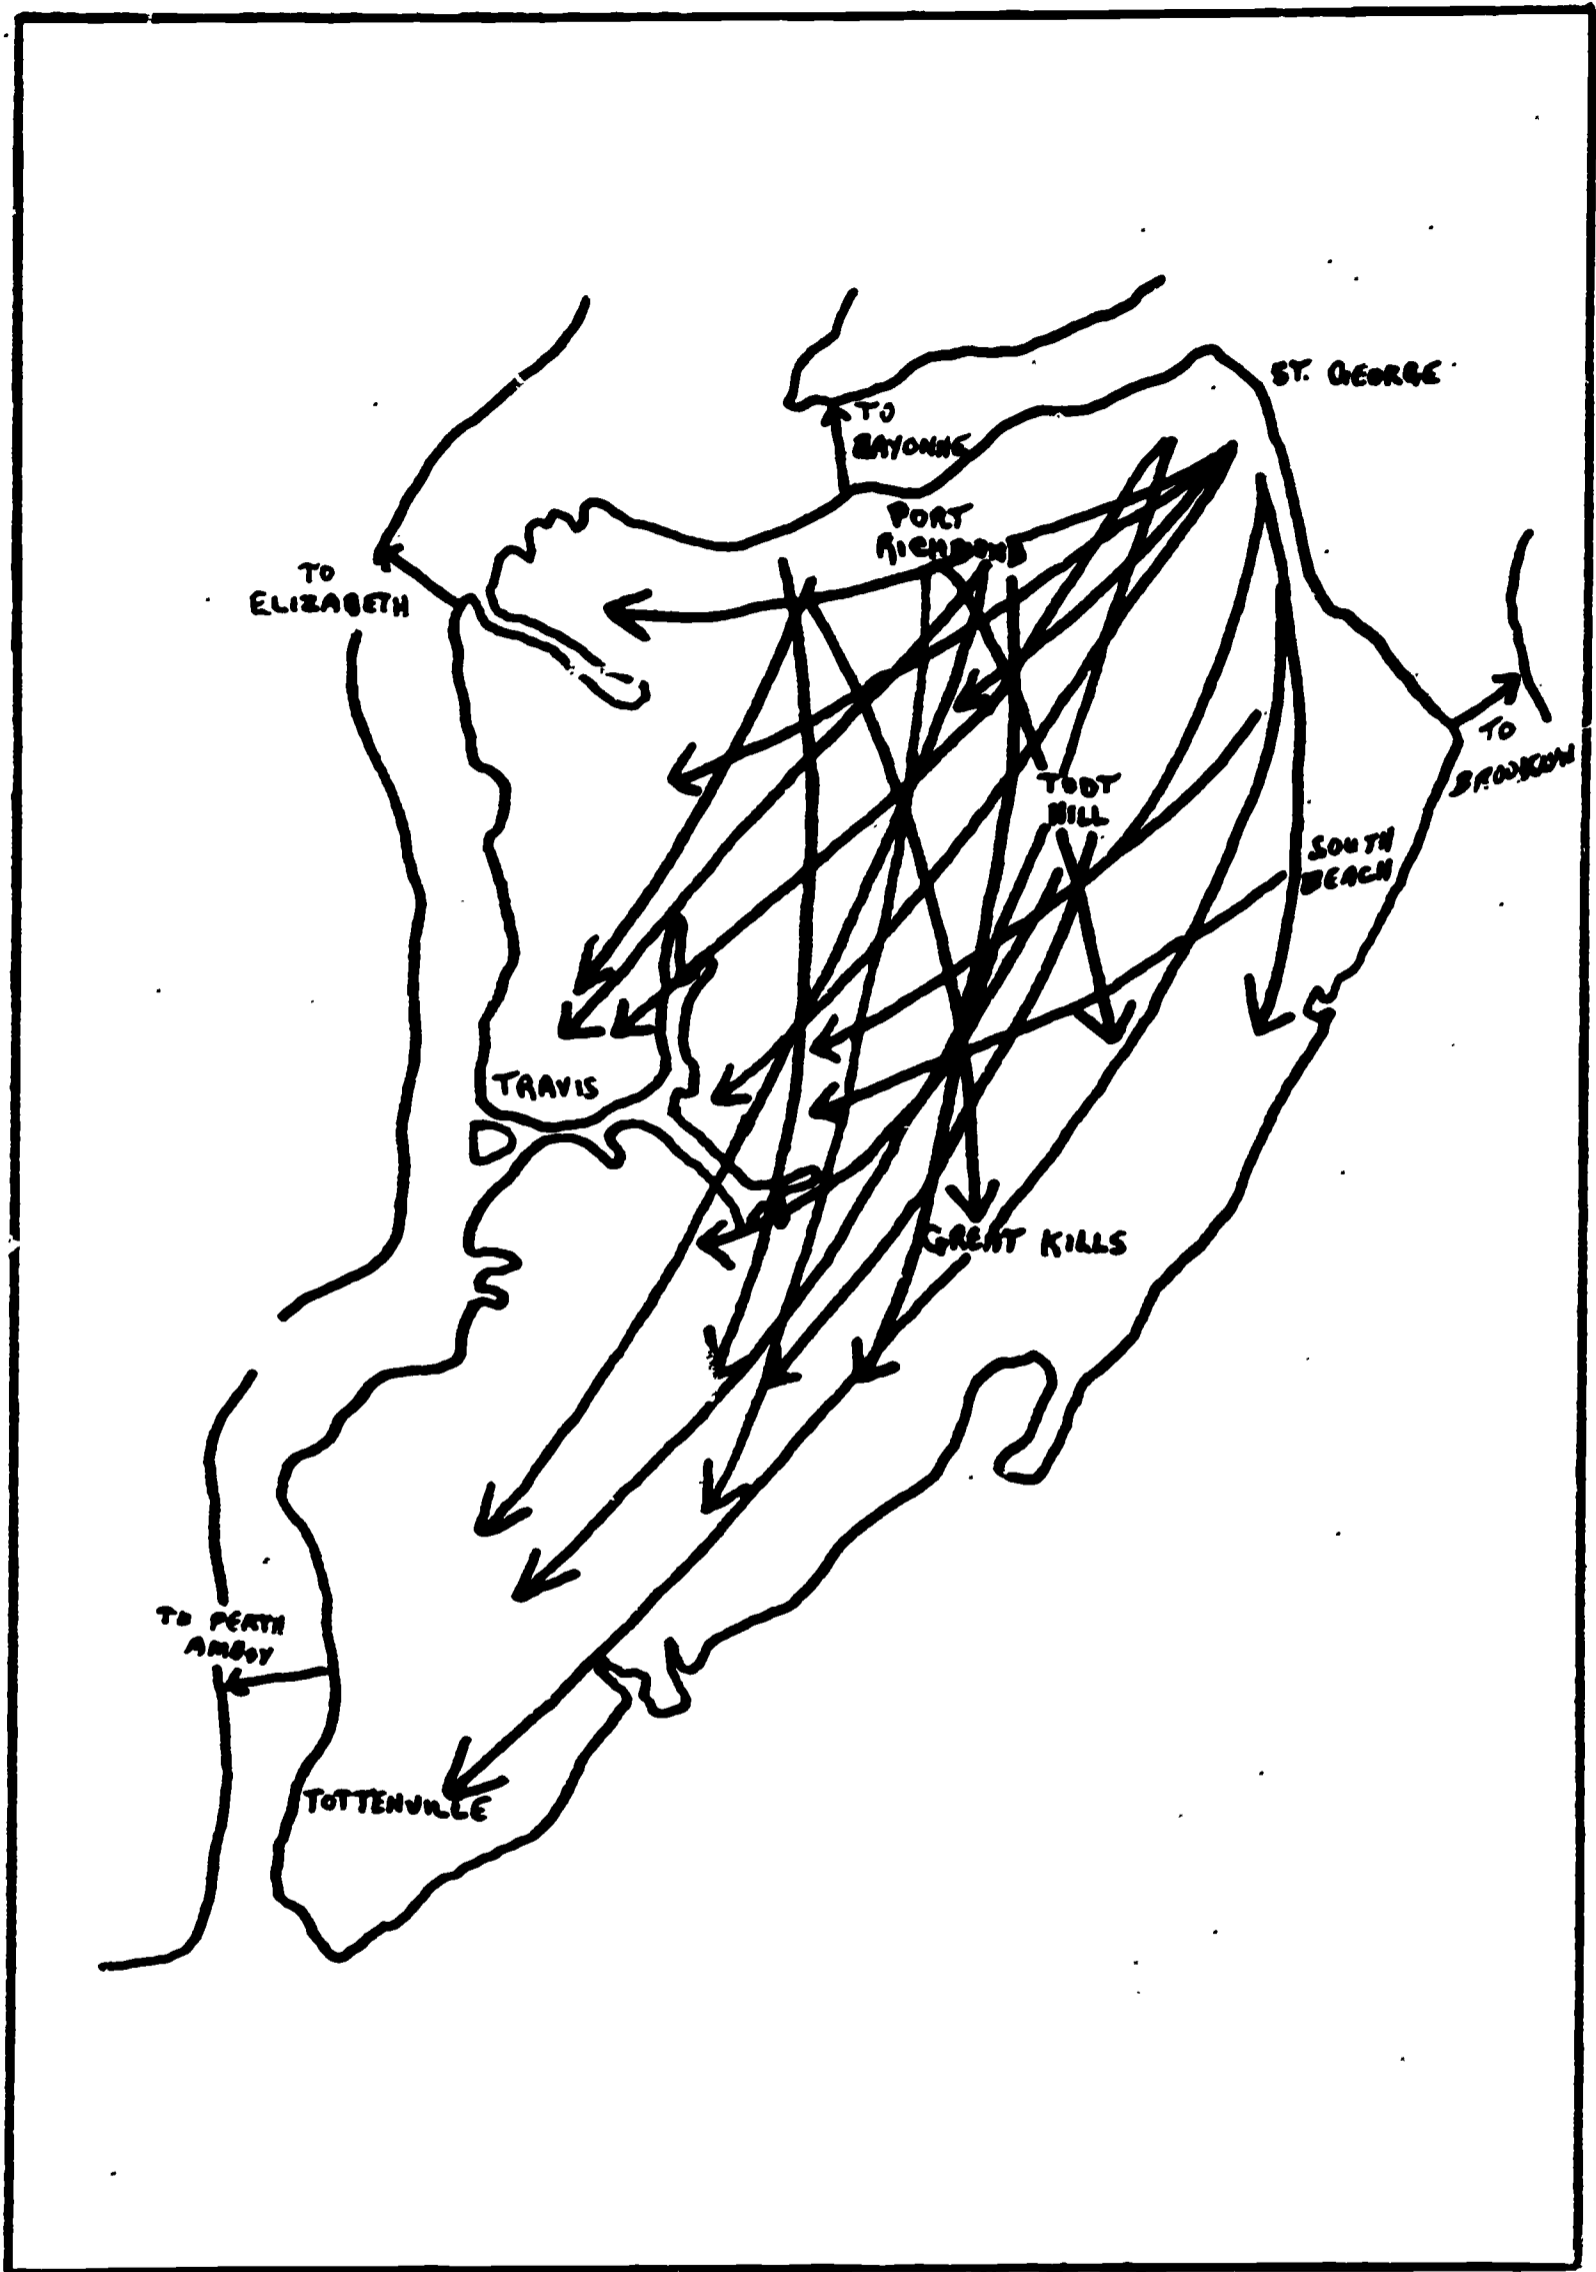 ST. GEORGE
TO
BAYONNE
PORT
RICHMOND
TO
ELIZABETH
TO
BROOKLYN
TODT
HILL
SOUTH
BEACH
TRAVIS
GREAT KILLS
TO PERTH
AMBOY
TOTTENVILLE